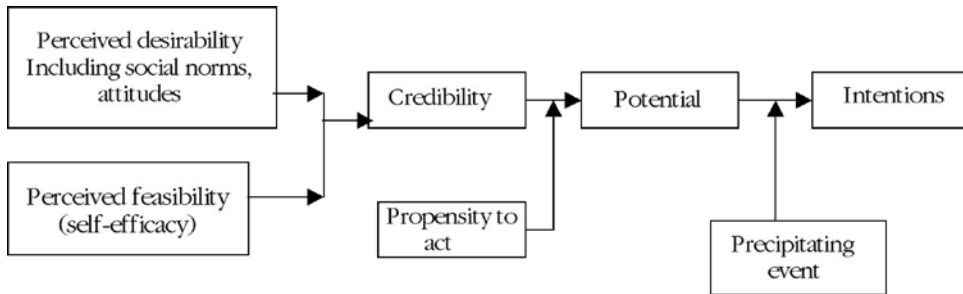 Perceived desirability
Including social norms,
attitudes
Credibility
Potential
Intentions
Perceived feasibility
(self-efficacy)
Propensity to
act
Precipitating
event